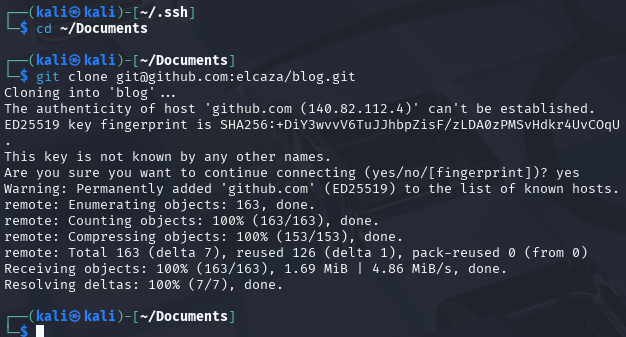 ┌──(kali㉿kali)-[~/.ssh]
└─$ cd ~/Documents
┌──(kali㉿kali)-[~/Documents]
└─$ git clone git@github.com:elcaza/blog.git
Cloning into 'blog'...
The authenticity of host 'github.com (140.82.112.4)' can't be established.
ED25519 key fingerprint is SHA256:+DiY3wvvV6TuJJhbpZisF/zLDA0zPMSvHdkr4UvCOqU
.
This key is not known by any other names.
Are you sure you want to continue connecting (yes/no/[fingerprint])? yes
Warning: Permanently added 'github.com' (ED25519) to the list of known hosts.
remote: Enumerating objects: 163, done.
remote: Counting objects: 100% (163/163), done.
remote: Compressing objects: 100% (153/153), done.
remote: Total 163 (delta 7), reused 126 (delta 1), pack-reused 0 (from 0)
Receiving objects: 100% (163/163), 1.69 MiB | 4.86 MiB/s, done.
Resolving deltas: 100% (7/7), done.
┌──(kali㉿kali)-[~/Documents]
└─$